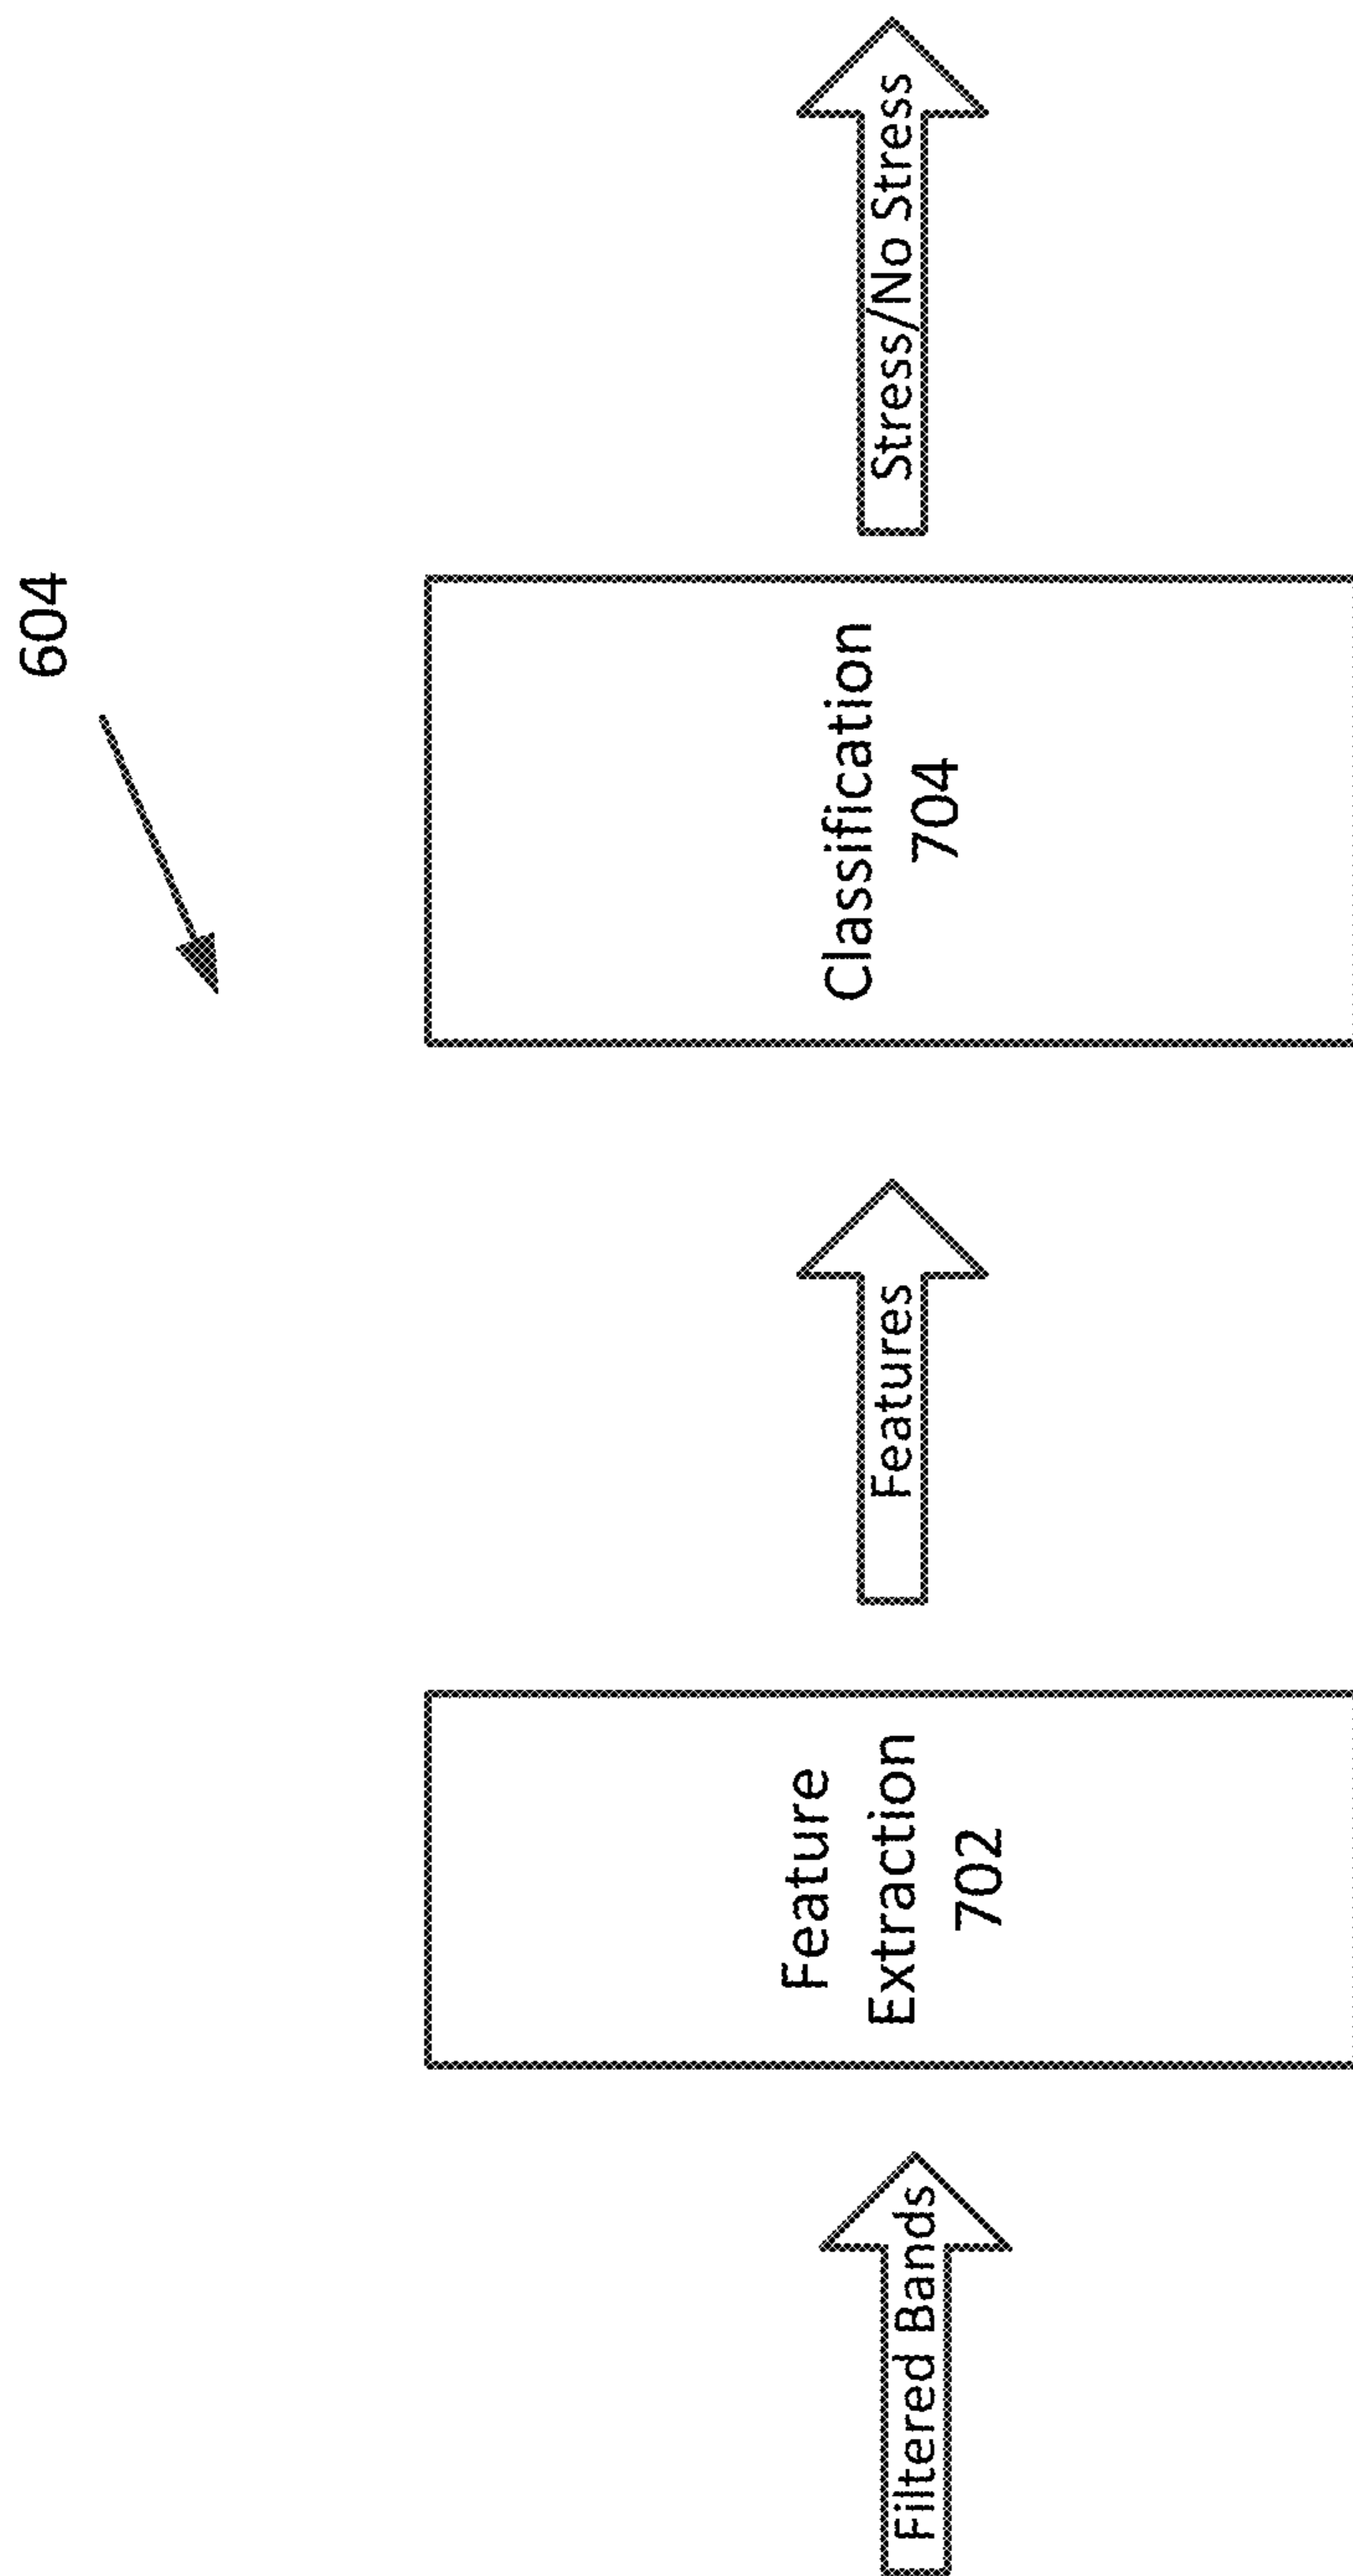 604
Filtered Bands
Feature
Extraction
702
Features
Classification
704
Stress/No Stress